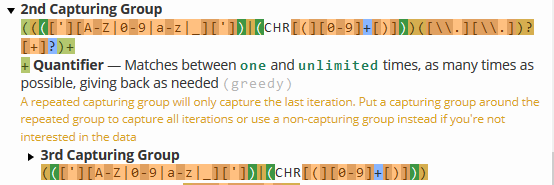 2nd Capturing Group
(((['][A-Z|0-9|a-z|_]['])|(CHR[(][0-9]+[)]))([\\.][\\.])?
[+]?)+
+ Quantifier — Matches between one and unlimited times, as many times as
possible, giving back as needed (greedy)
A repeated capturing group will only capture the last iteration. Put a capturing group around the
repeated group to capture all iterations or use a non-capturing group instead if you're not
interested in the data
3rd Capturing Group
((['][A-Z|0-9|a-z|_]['])|(CHR[(][0-9]+[)]))